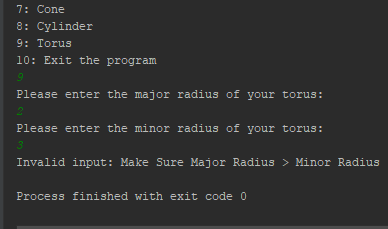 7: Cone
8: Cylinder
9: Torus
10: Exit the program
9
Please enter the major radius of your torus:
2
Please enter the minor radius of your torus:
3
Invalid input: Make Sure Major Radius > Minor Radius
Process finished with exit code 0